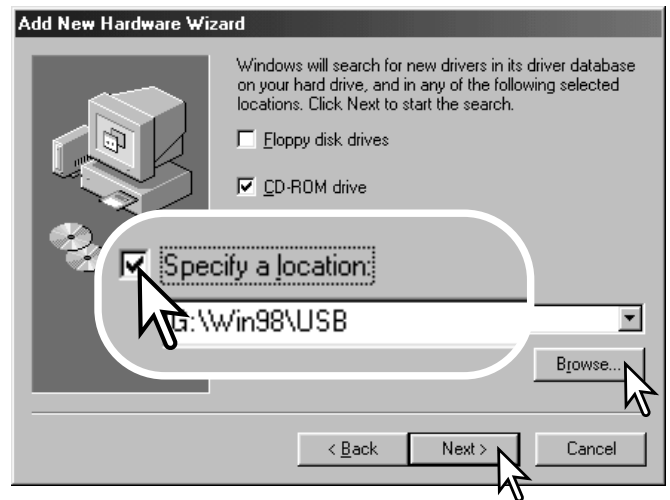 Add New Hardware Wizard
Windows will search for new drivers in its driver database
on your hard drive, and in any of the following selected
locations. Click Next to start the search.
Floppy disk drives
CD-ROM drive
Specify a location:
G:\Win98\USB
Browse...
< Back
Next >
Cancel